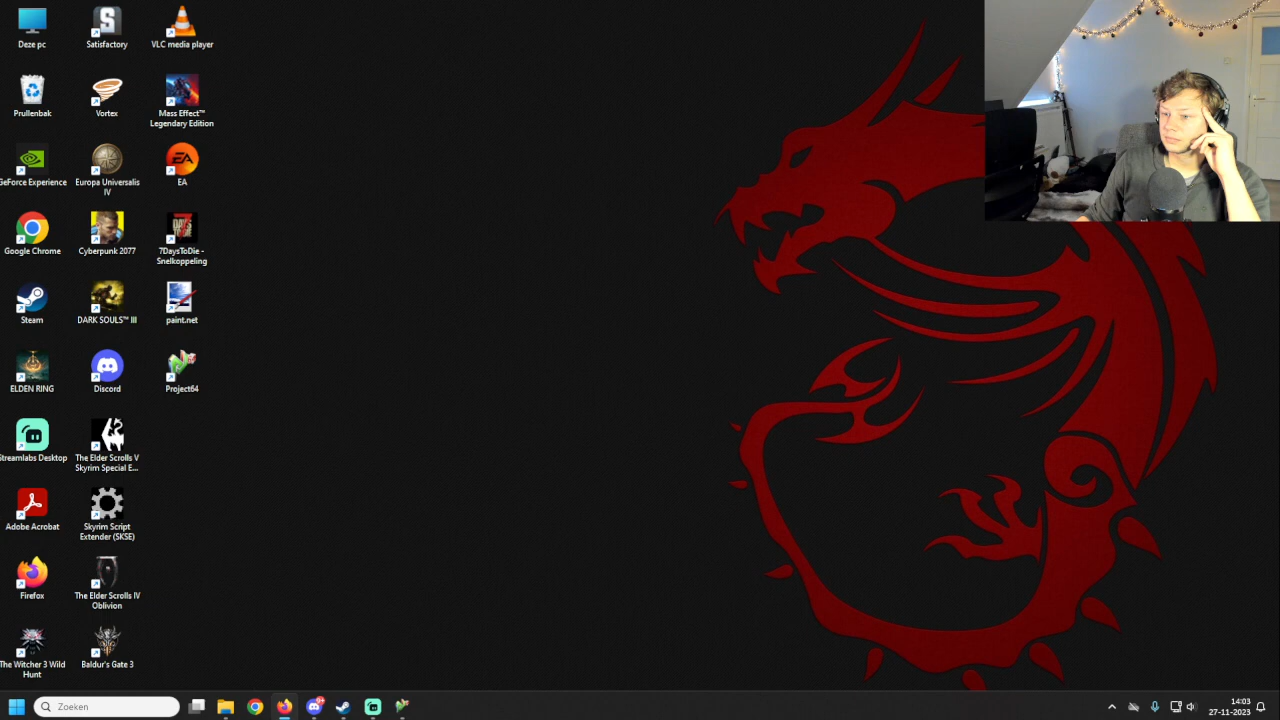 Deze pc
Satisfactory
VLC media player
Prullenbak
Vortex
Mass Effect™
Legendary Edition
GeForce Experience
Europa Universalis
IV
EA
Google Chrome
Cyberpunk 2077
7DaysToDie -
Snelkoppeling
Steam
DARK SOULS™ III
paint.net
ELDEN RING
Discord
Project64
Streamlabs Desktop
The Elder Scrolls V
Skyrim Special E...
Adobe Acrobat
Skyrim Script
Extender (SKSE)
Firefox
The Elder Scrolls IV
Oblivion
The Witcher 3 Wild
Hunt
Baldur's Gate 3
Zoeken
14:03
27-11-2023